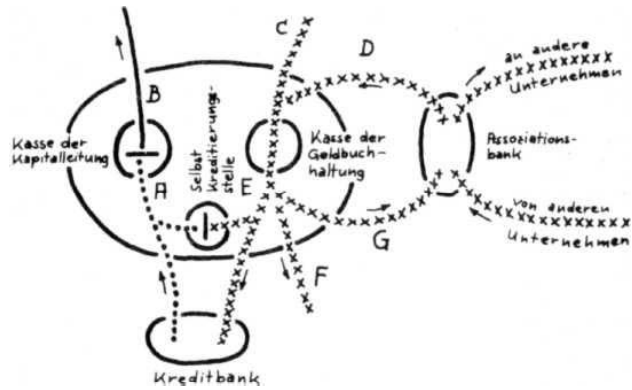 C
D
an andere
Unternehmen
B
Kasse der
Kapitalleitung
Selbst
Kreditierungs-
stelle
Kasse der
Geldbuch-
haltung
Assoziations-
bank
A
E
G
von anderen
Unternehmen
F
Kreditbank